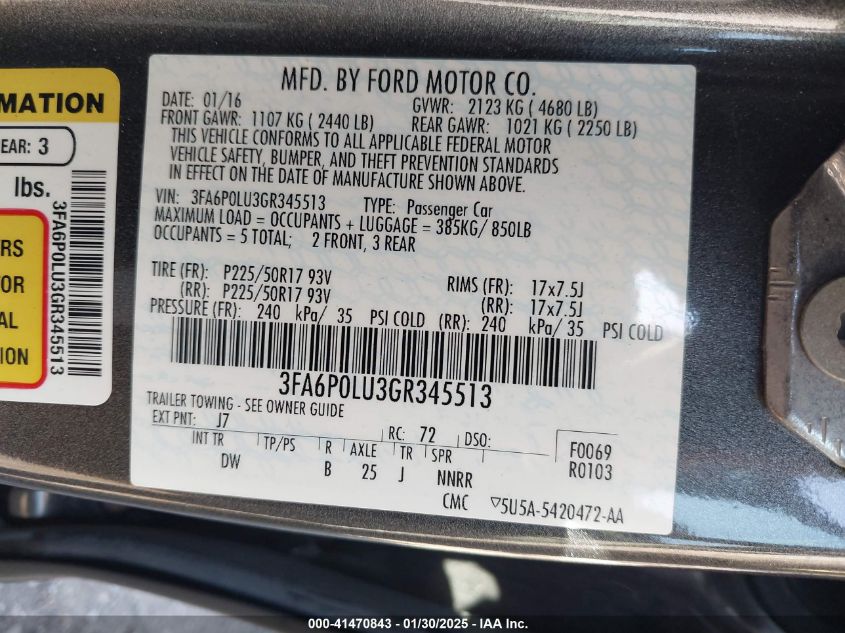 MFD. BY FORD MOTOR CO.
DATE: 01/16 GVWR: 2123 KG ( 4680 LB)
FRONT GAWR: 1107 KG ( 2440 LB) REAR GAWR: 1021 KG ( 2250 LB)
THIS VEHICLE CONFORMS TO ALL APPLICABLE FEDERAL MOTOR
VEHICLE SAFETY, BUMPER, AND THEFT PREVENTION STANDARDS
IN EFFECT ON THE DATE OF MANUFACTURE SHOWN ABOVE.
VIN: 3FA6P0LU3GR345513 TYPE: Passenger Car
MAXIMUM LOAD = OCCUPANTS + LUGGAGE = 385KG/ 850LB
OCCUPANTS = 5 TOTAL; 2 FRONT, 3 REAR
TIRE (FR): P225/50R17 93V RIMS (FR): 17x7.5J
(RR): P225/50R17 93V (RR): 17x7.5J
PRESSURE (FR): 240 kPa/ 35 PSI COLD (RR): 240 kPa/ 35 PSI COLD
3FA6P0LU3GR345513
TRAILER TOWING - SEE OWNER GUIDE
EXT PNT: J7 RC: 72 DSO: F0069
INT TR TP/PS R AXLE TR SPR R0103
DW B 25 J NNRR
CMC ▽5U5A-5420472-AA
MATION
EAR: 3
lbs.
3FA6P0LU3GR345513
ERS
TOR
AL
ION
000-41470843 - 01/30/2025 - IAA Inc.